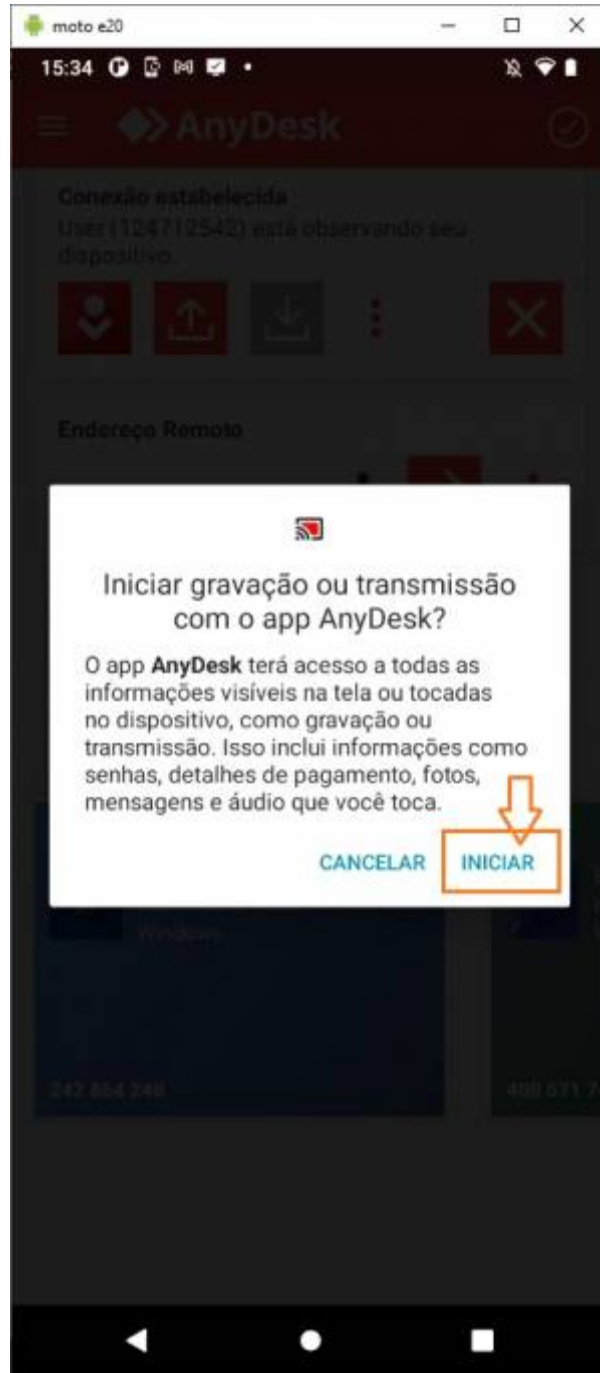 moto e20
15:34
AnyDesk
Conexão estabelecida
User (124712542) está observando seu
dispositivo.
Endereço Remoto
Iniciar gravação ou transmissão
com o app AnyDesk?
O app AnyDesk terá acesso a todas as
informações visíveis na tela ou tocadas
no dispositivo, como gravação ou
transmissão. Isso inclui informações como
senhas, detalhes de pagamento, fotos,
mensagens e áudio que você toca.
CANCELAR INICIAR
Windows